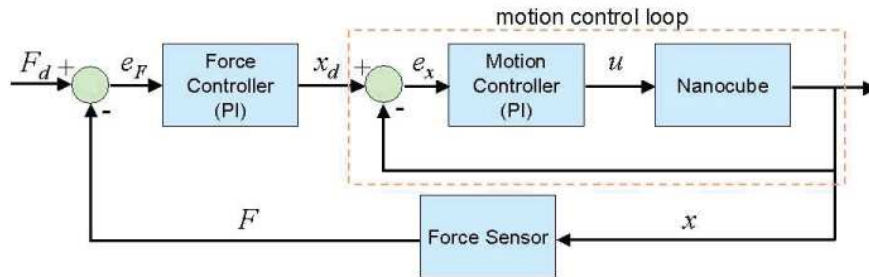 motion control loop
F_d + e_F Force Controller (PI) x_d + e_x Motion Controller (PI) u Nanocube
- -
F Force Sensor x